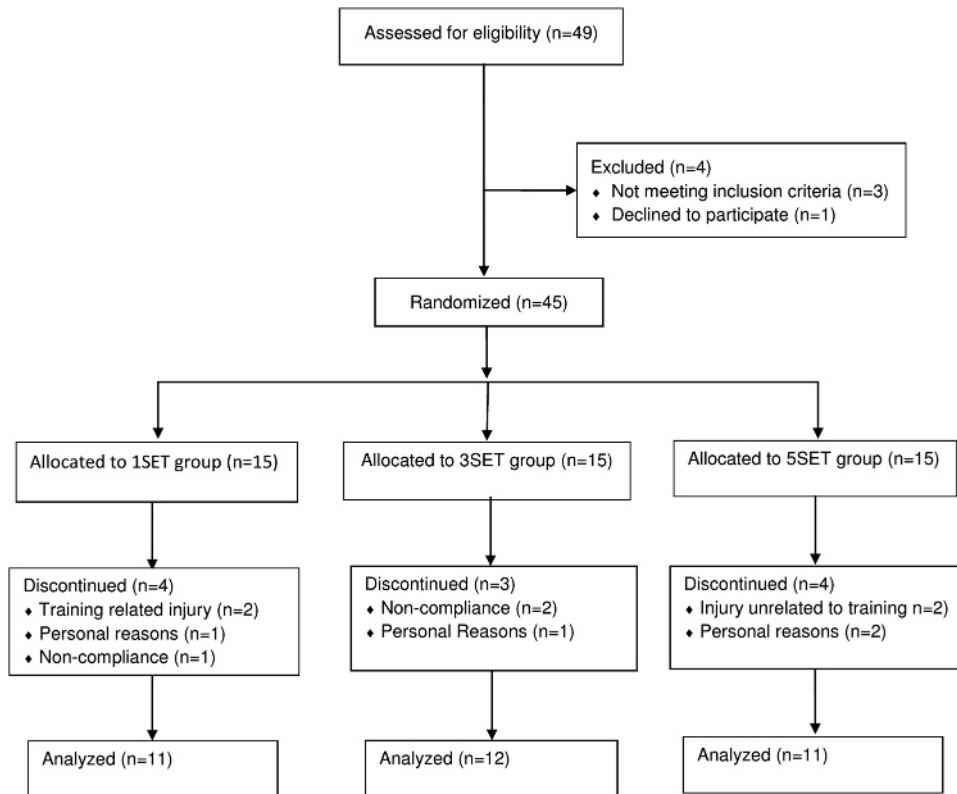 Assessed for eligibility (n=49)
Excluded (n=4)
♦ Not meeting inclusion criteria (n=3)
♦ Declined to participate (n=1)
Randomized (n=45)
Allocated to 1SET group (n=15)
Allocated to 3SET group (n=15)
Allocated to 5SET group (n=15)
Discontinued (n=4)
♦ Training related injury (n=2)
♦ Personal reasons (n=1)
♦ Non-compliance (n=1)
Discontinued (n=3)
♦ Non-compliance (n=2)
♦ Personal Reasons (n=1)
Discontinued (n=4)
♦ Injury unrelated to training n=2)
♦ Personal reasons (n=2)
Analyzed (n=11)
Analyzed (n=12)
Analyzed (n=11)